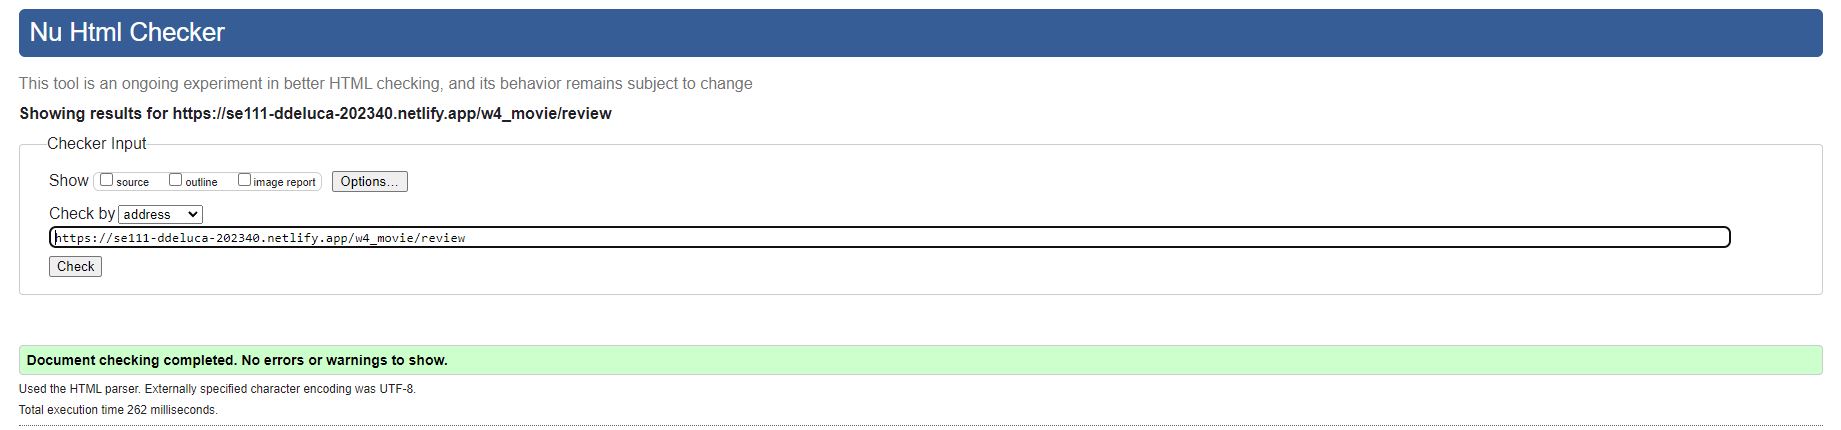 Nu Html Checker
This tool is an ongoing experiment in better HTML checking, and its behavior remains subject to change
Showing results for https://se111-ddeluca-202340.netlify.app/w4_movie/review
Checker Input
Show source outline image report Options...
Check by address
https://se111-ddeluca-202340.netlify.app/w4_movie/review
Check
Document checking completed. No errors or warnings to show.
Used the HTML parser. Externally specified character encoding was UTF-8.
Total execution time 262 milliseconds.